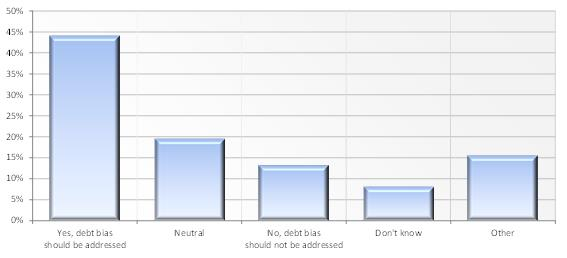 50%
45%
40%
35%
30%
25%
20%
15%
10%
5%
0%
Yes, debt bias
should be addressed
Neutral
No, debt bias
should not be addressed
Don't know
Other